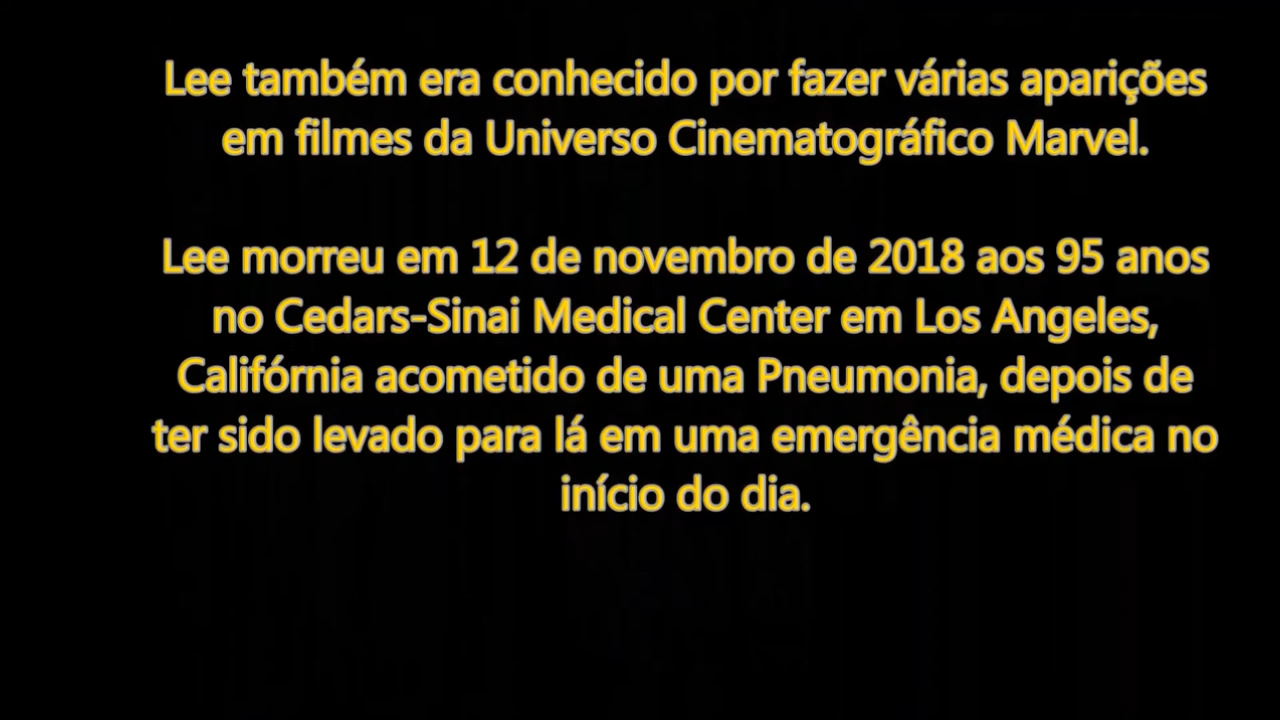 Lee também era conhecido por fazer várias aparições
em filmes da Universo Cinematográfico Marvel.
Lee morreu em 12 de novembro de 2018 aos 95 anos
no Cedars-Sinai Medical Center em Los Angeles,
Califórnia acometido de uma Pneumonia, depois de
ter sido levado para lá em uma emergência médica no
início do dia.